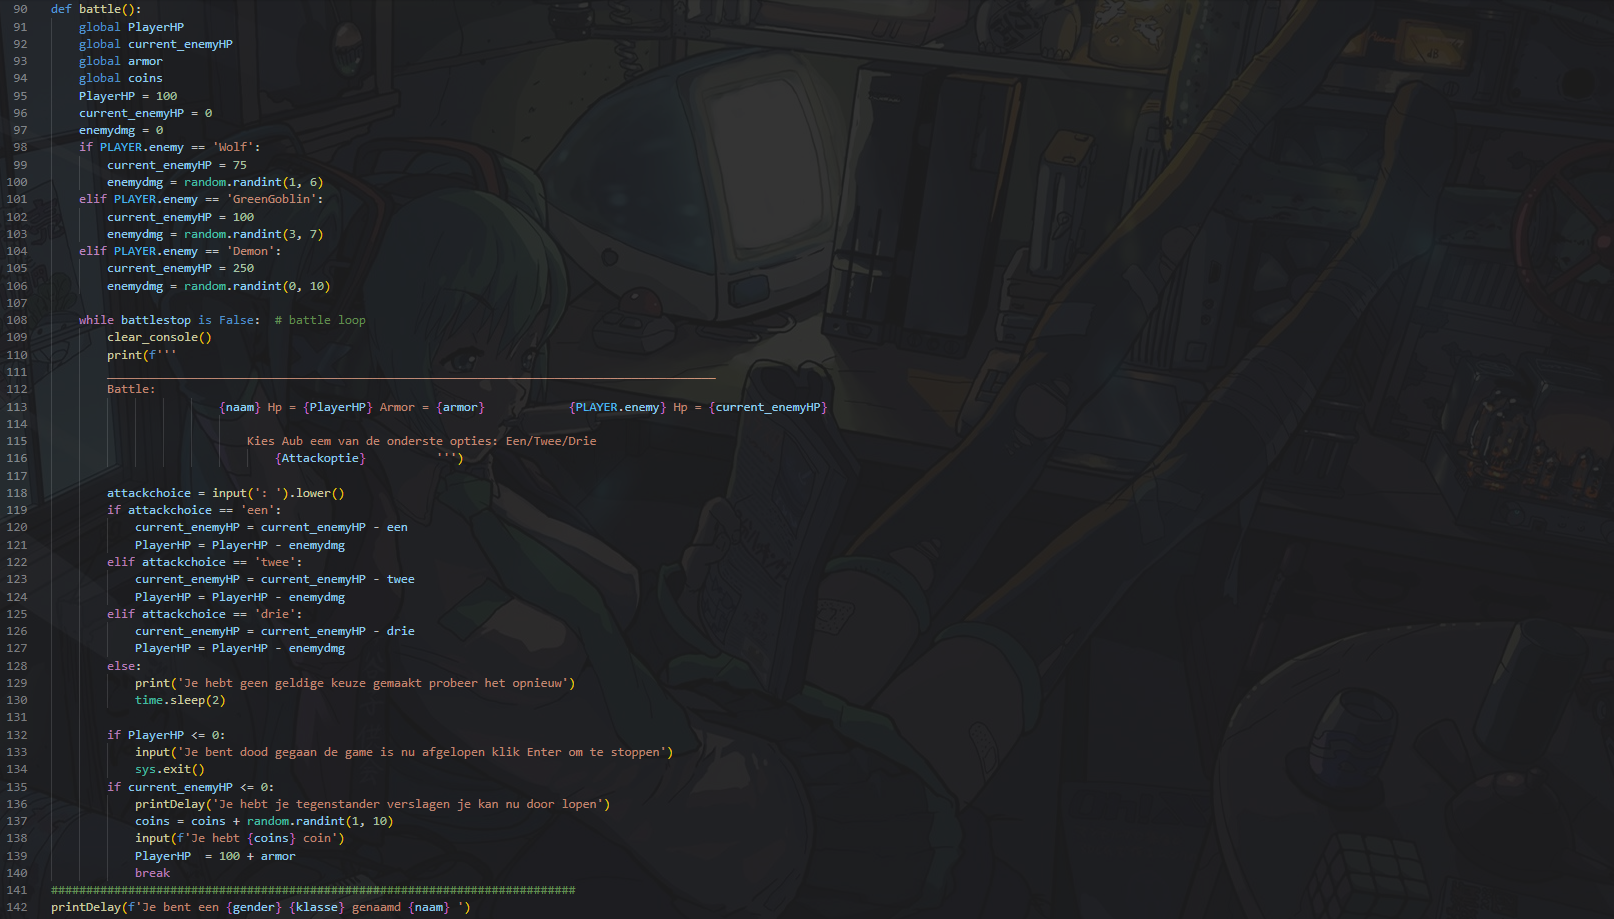 90 def battle():
91 global PlayerHP
92 global current_enemyHP
93 global armor
94 global coins
95 PlayerHP = 100
96 current_enemyHP = 0
97 enemydmg = 0
98 if PLAYER.enemy == 'Wolf':
99 current_enemyHP = 75
100 enemydmg = random.randint(1, 6)
101 elif PLAYER.enemy == 'GreenGoblin':
102 current_enemyHP = 100
103 enemydmg = random.randint(3, 7)
104 elif PLAYER.enemy == 'Demon':
105 current_enemyHP = 250
106 enemydmg = random.randint(0, 10)
107
108 while battlestop is False:  # battle loop
109 clear_console()
110 print(f'''
111 _______________________________________________________________________________________
112 Battle:
113 {naam} Hp = {PlayerHP} Armor = {armor}            {PLAYER.enemy} Hp = {current_enemyHP}
114
115 Kies Aub eem van de onderste opties: Een/Twee/Drie
116 {Attackoptie}          ''')
117
118 attackchoice = input(': ').lower()
119 if attackchoice == 'een':
120 current_enemyHP = current_enemyHP - een
121 PlayerHP = PlayerHP - enemydmg
122 elif attackchoice == 'twee':
123 current_enemyHP = current_enemyHP - twee
124 PlayerHP = PlayerHP - enemydmg
125 elif attackchoice == 'drie':
126 current_enemyHP = current_enemyHP - drie
127 PlayerHP = PlayerHP - enemydmg
128 else:
129 print('Je hebt geen geldige keuze gemaakt probeer het opnieuw')
130 time.sleep(2)
131
132 if PlayerHP <= 0:
133 input('Je bent dood gegaan de game is nu afgelopen klik Enter om te stoppen')
134 sys.exit()
135 if current_enemyHP <= 0:
136 printDelay('Je hebt je tegenstander verslagen je kan nu door lopen')
137 coins = coins + random.randint(1, 10)
138 input(f'Je hebt {coins} coin')
139 PlayerHP  = 100 + armor
140 break
141 ###########################################################################
142 printDelay(f'Je bent een {gender} {klasse} genaamd {naam} ')